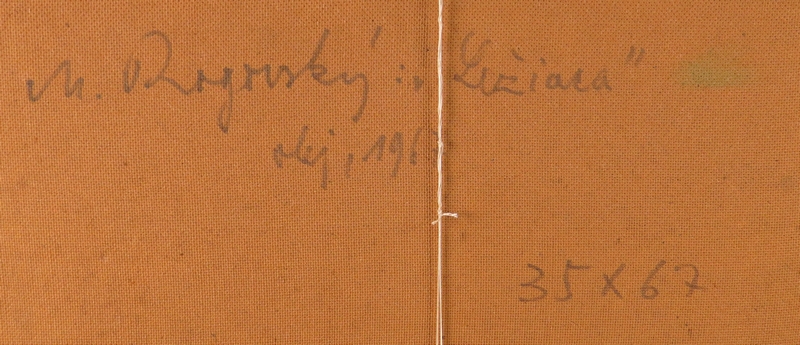 M. Rogovský: „Ležiaca"
olej, 196
35 x 67